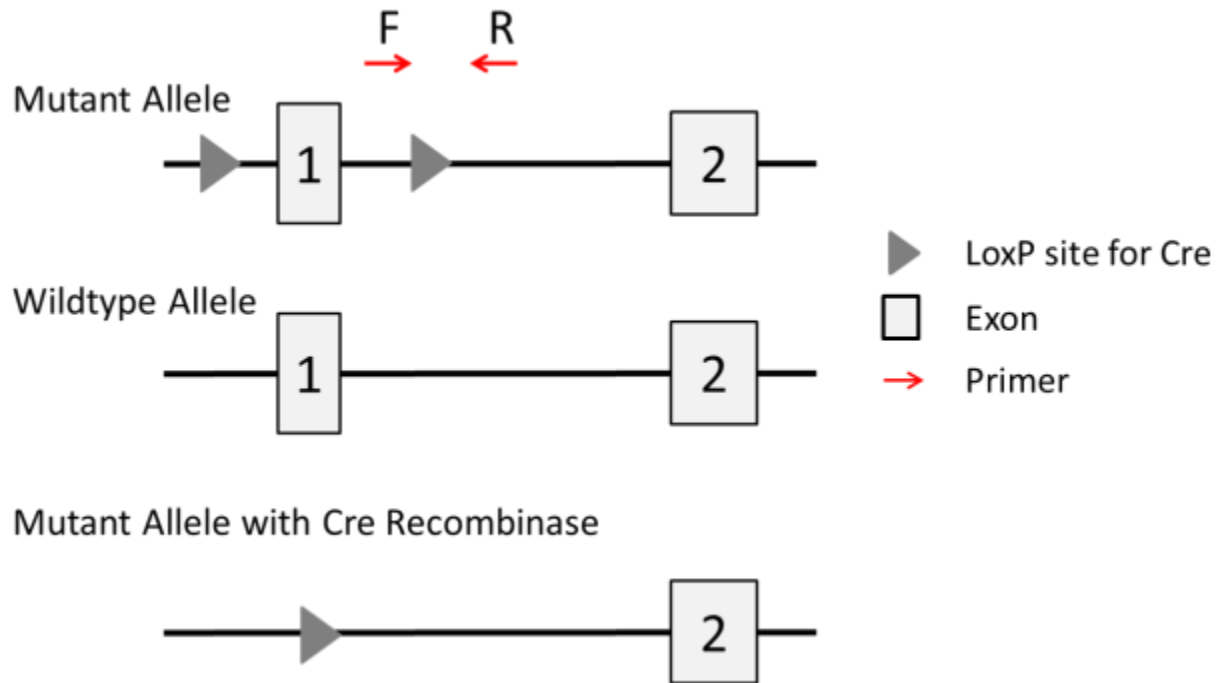 F R
Mutant Allele
1 2
LoxP site for Cre
Wildtype Allele
Exon
1 2
Primer
Mutant Allele with Cre Recombinase
2